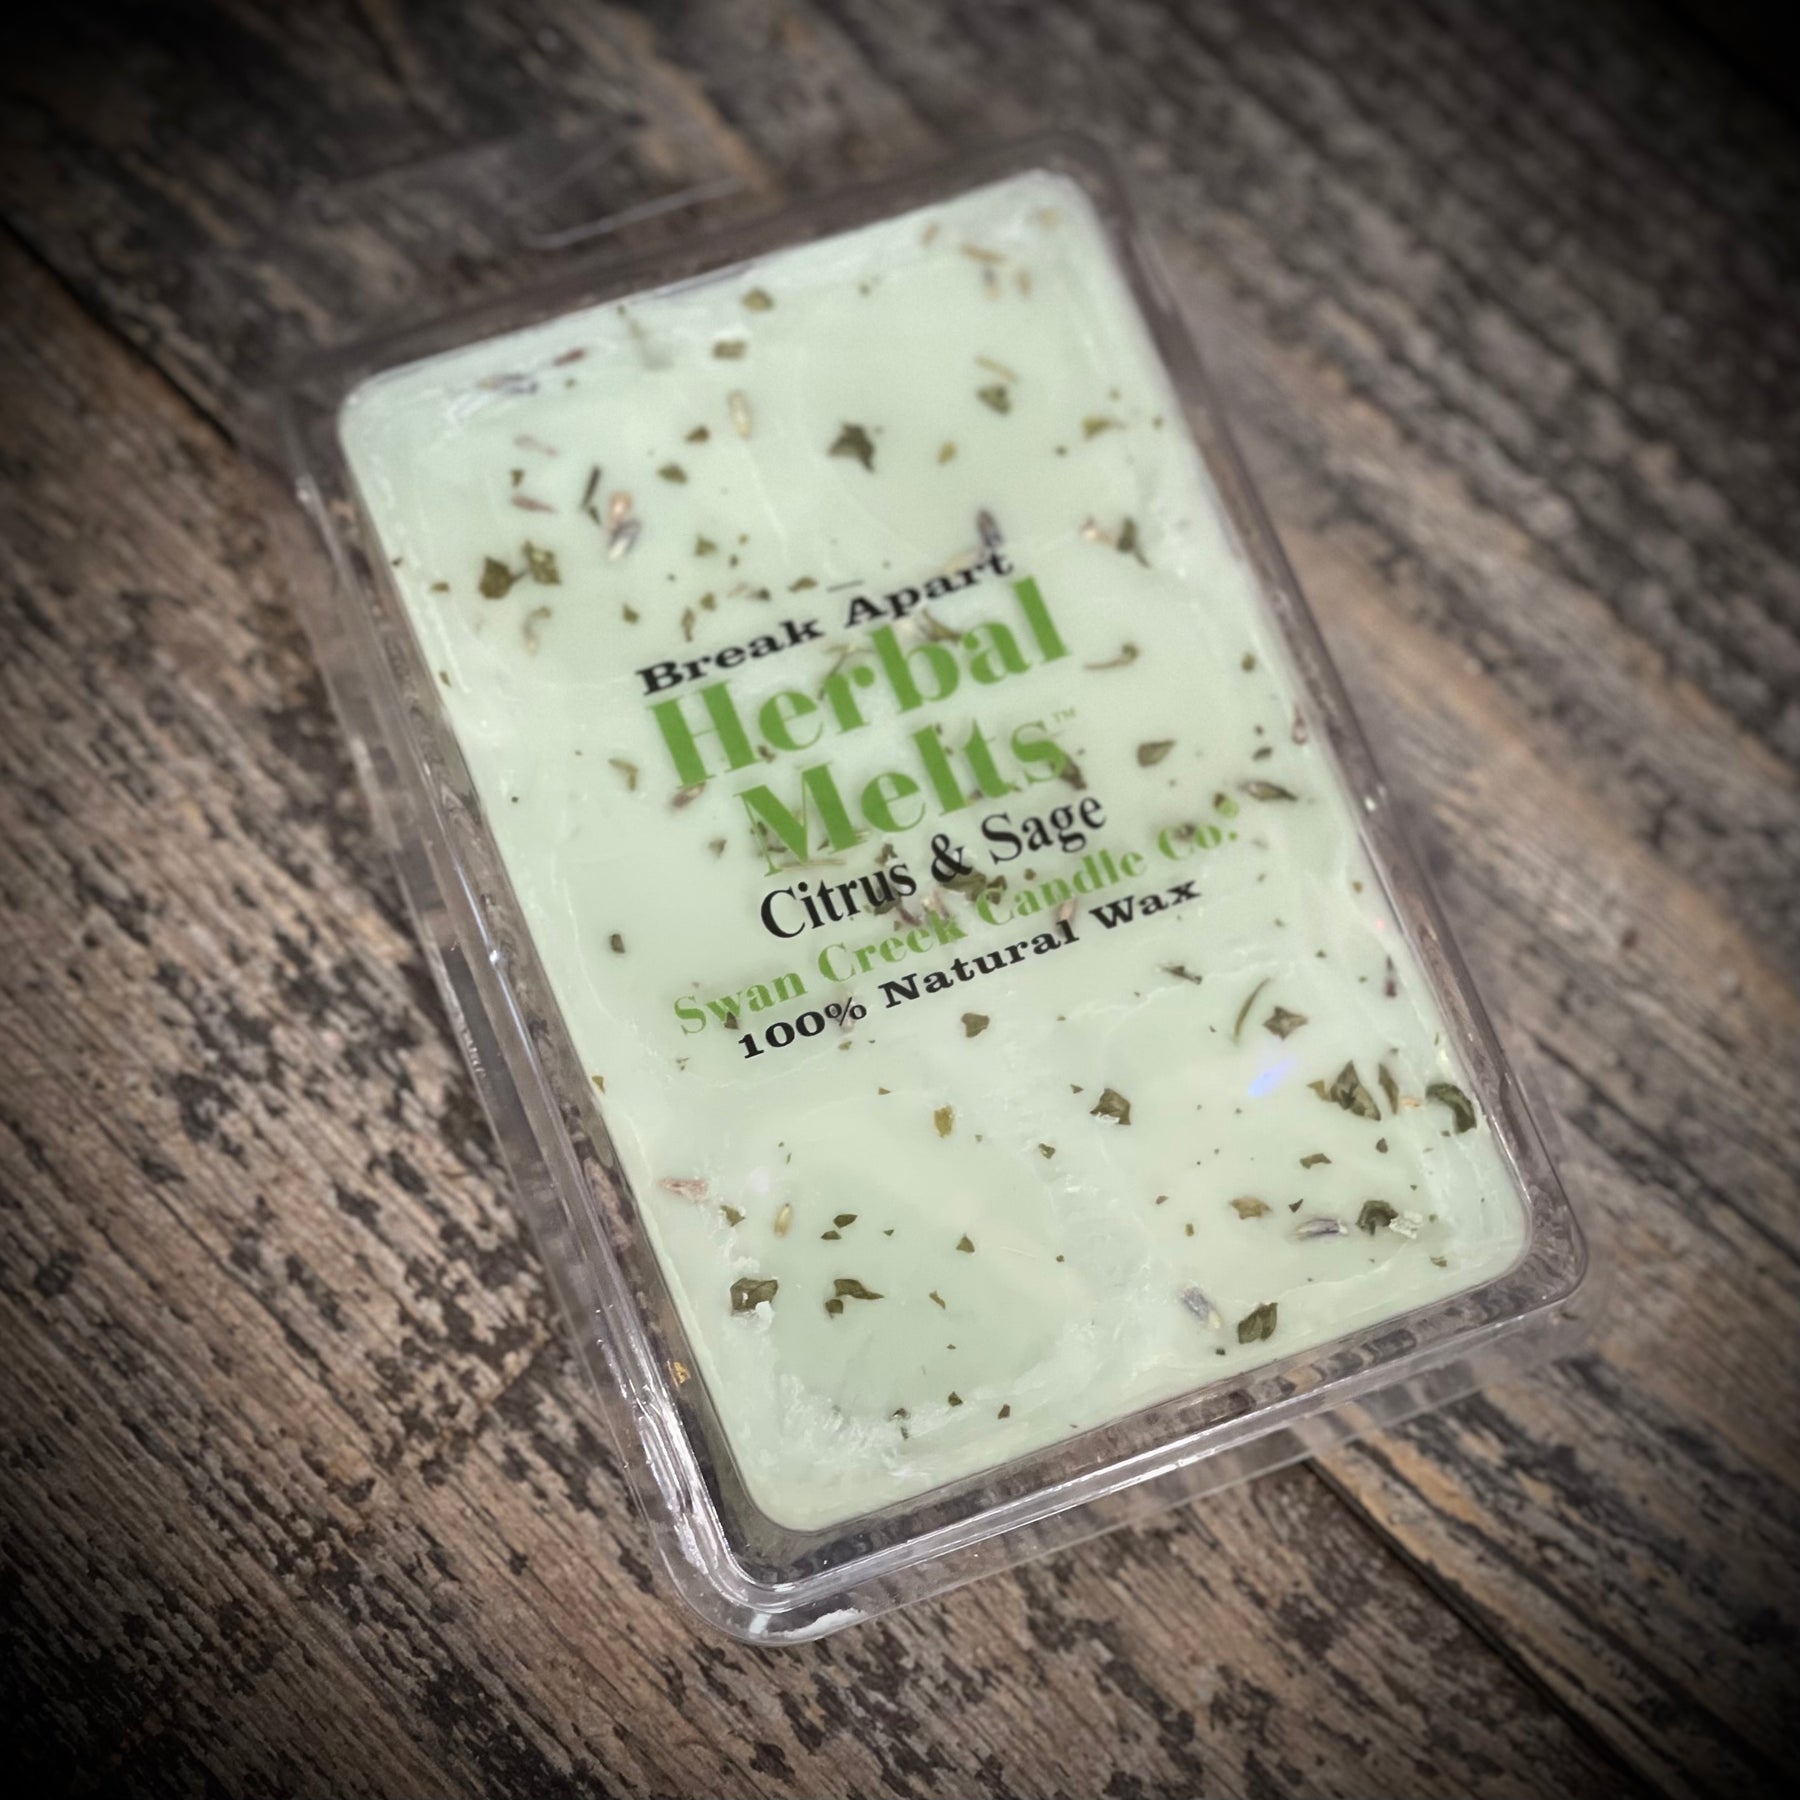 Break Apart
Herbal
Melts™
Citrus & Sage
Swan Creek Candle Co.®
100% Natural Wax